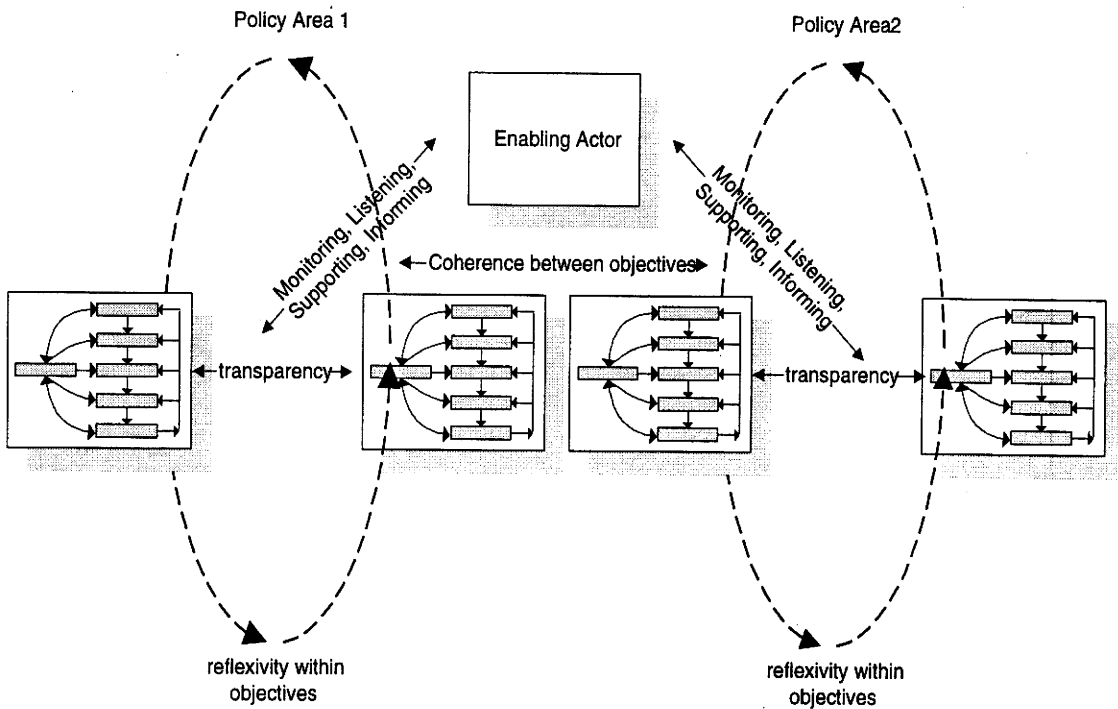 Policy Area 1
Policy Area2
Enabling Actor
Monitoring, Listening,
Supporting, Informing
Monitoring, Listening,
Supporting, Informing
Coherence between objectives
transparency
transparency
reflexivity within
objectives
reflexivity within
objectives